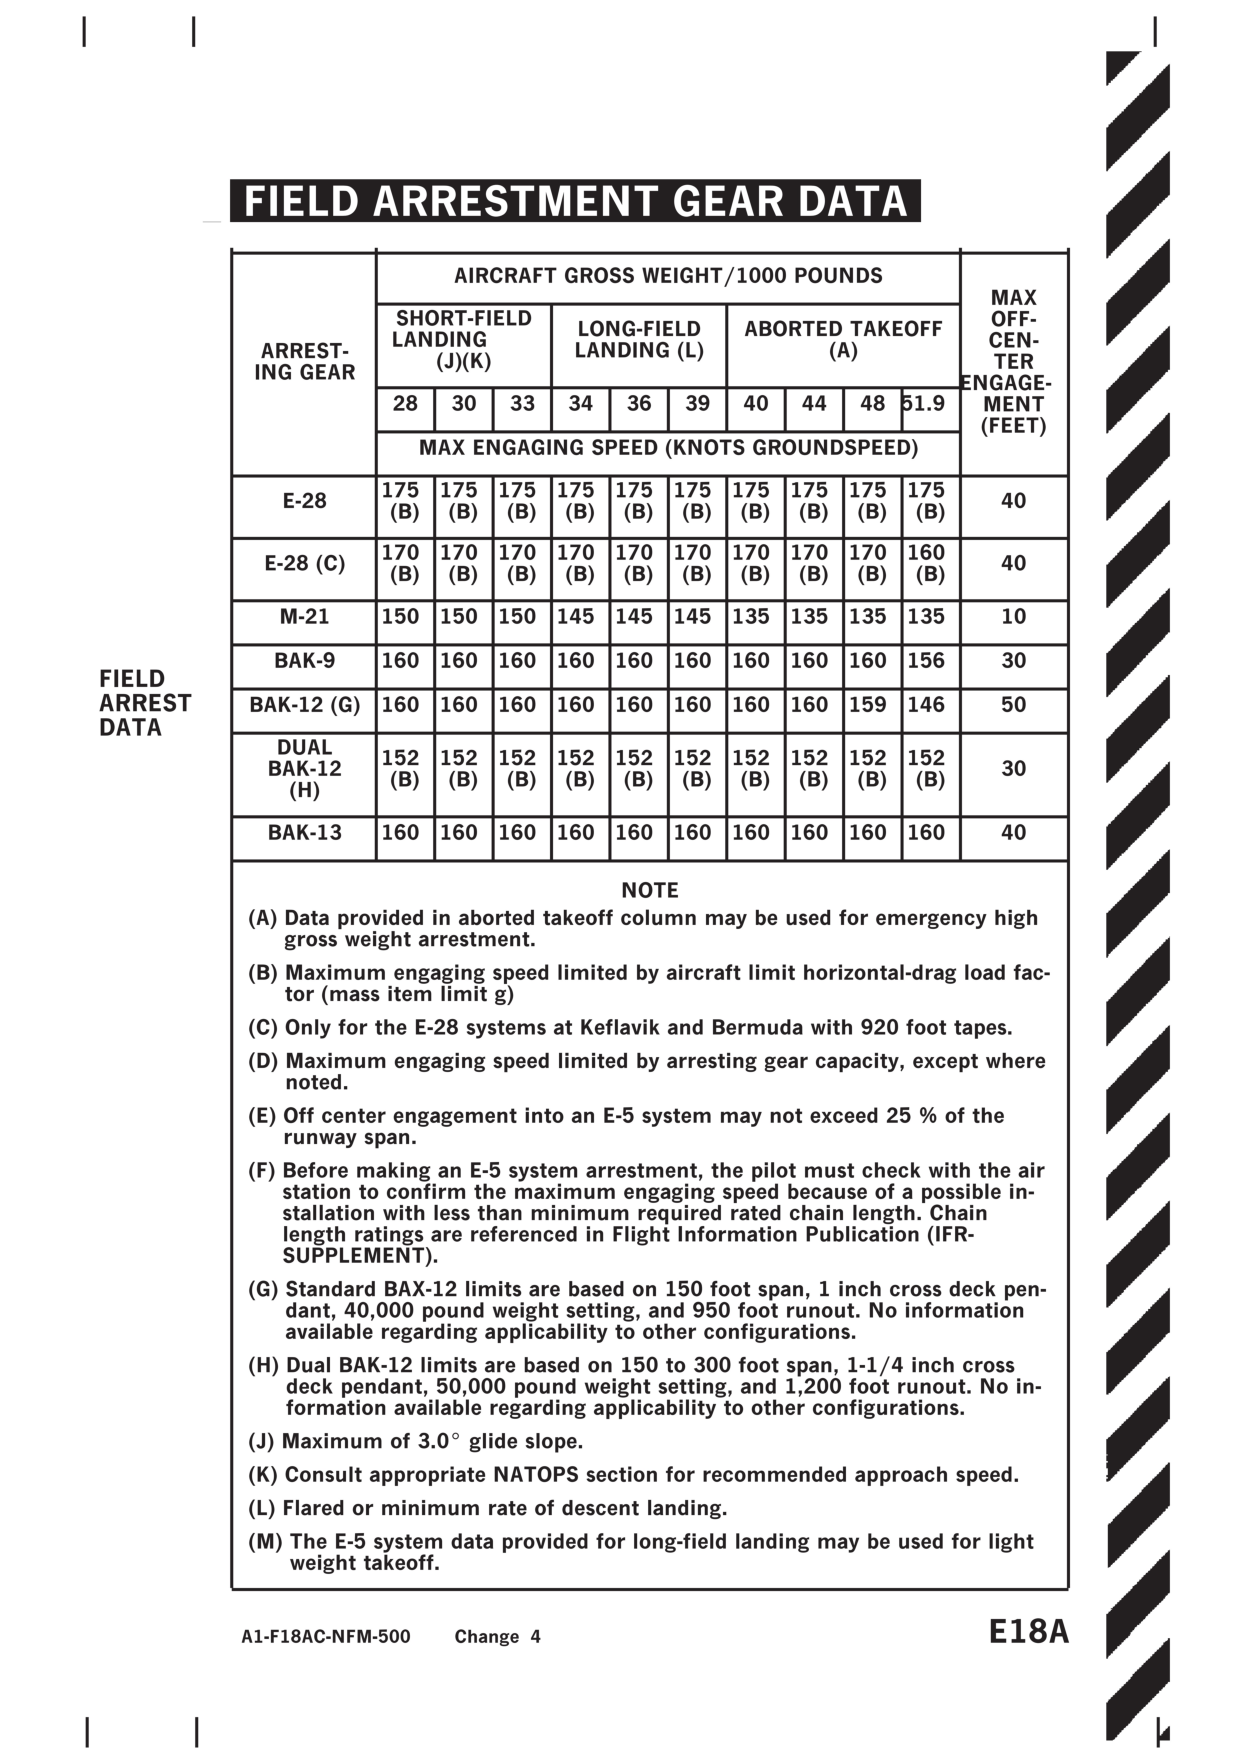 FIELD ARRESTMENT GEAR DATA
ARREST-
ING GEAR
AIRCRAFT GROSS WEIGHT/1000 POUNDS
MAX
OFF-
CEN-
TER
ENGAGE-
MENT
(FEET)
SHORT-FIELD
LANDING
(J)(K)
LONG-FIELD
LANDING (L)
ABORTED TAKEOFF
(A)
28 30 33 34 36 39 40 44 48 51.9
MAX ENGAGING SPEED (KNOTS GROUNDSPEED)
E-28 175 175 175 175 175 175 175 175 175 175 40
(B) (B) (B) (B) (B) (B) (B) (B) (B) (B)
E-28 (C) 170 170 170 170 170 170 170 170 170 160 40
(B) (B) (B) (B) (B) (B) (B) (B) (B) (B)
M-21 150 150 150 145 145 145 135 135 135 135 10
BAK-9 160 160 160 160 160 160 160 160 160 156 30
BAK-12 (G) 160 160 160 160 160 160 160 160 159 146 50
DUAL
BAK-12
(H)
152 152 152 152 152 152 152 152 152 152 30
(B) (B) (B) (B) (B) (B) (B) (B) (B) (B)
BAK-13 160 160 160 160 160 160 160 160 160 160 40
FIELD
ARREST
DATA
NOTE
(A) Data provided in aborted takeoff column may be used for emergency high
gross weight arrestment.
(B) Maximum engaging speed limited by aircraft limit horizontal-drag load fac-
tor (mass item limit g)
(C) Only for the E-28 systems at Keflavik and Bermuda with 920 foot tapes.
(D) Maximum engaging speed limited by arresting gear capacity, except where
noted.
(E) Off center engagement into an E-5 system may not exceed 25 % of the
runway span.
(F) Before making an E-5 system arrestment, the pilot must check with the air
station to confirm the maximum engaging speed because of a possible in-
stallation with less than minimum required rated chain length. Chain
length ratings are referenced in Flight Information Publication (IFR-
SUPPLEMENT).
(G) Standard BAX-12 limits are based on 150 foot span, 1 inch cross deck pen-
dant, 40,000 pound weight setting, and 950 foot runout. No information
available regarding applicability to other configurations.
(H) Dual BAK-12 limits are based on 150 to 300 foot span, 1-1/4 inch cross
deck pendant, 50,000 pound weight setting, and 1,200 foot runout. No in-
formation available regarding applicability to other configurations.
(J) Maximum of 3.0° glide slope.
(K) Consult appropriate NATOPS section for recommended approach speed.
(L) Flared or minimum rate of descent landing.
(M) The E-5 system data provided for long-field landing may be used for light
weight takeoff.
A1-F18AC-NFM-500 Change 4
E18A